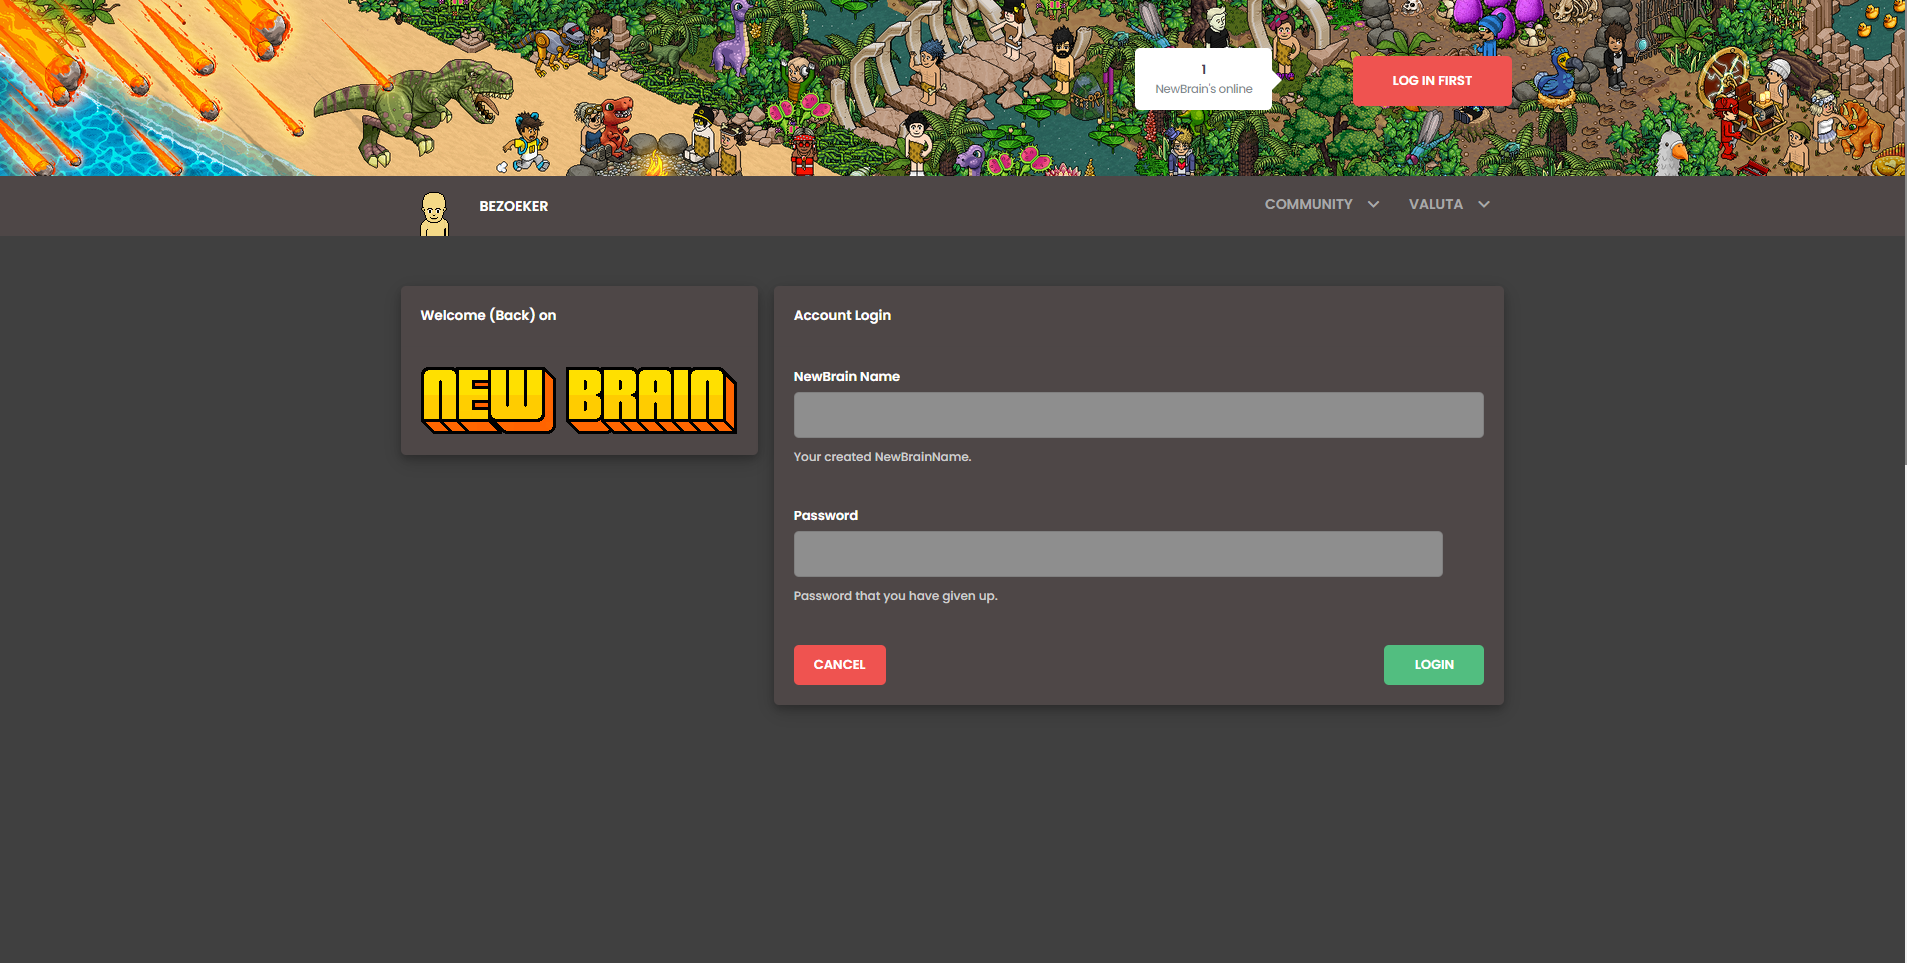 1
NewBrain's online
LOG IN FIRST
BEZOEKER
COMMUNITY
VALUTA
Welcome (Back) on
NEW BRAIN
Account Login
NewBrain Name
Your created NewBrainName.
Password
Password that you have given up.
CANCEL
LOGIN